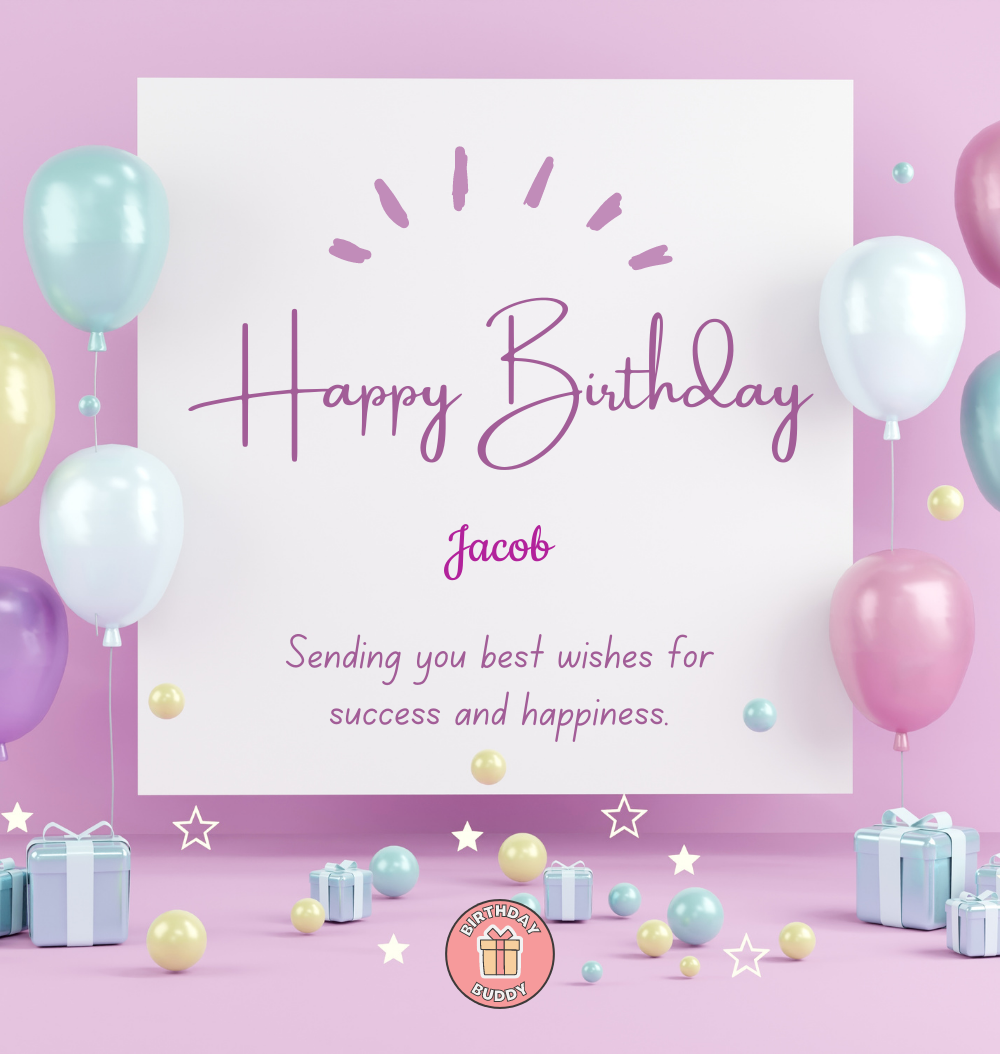 Happy Birthday
Jacob
Sending you best wishes for
success and happiness.
BIRTHDAY
BUDDY